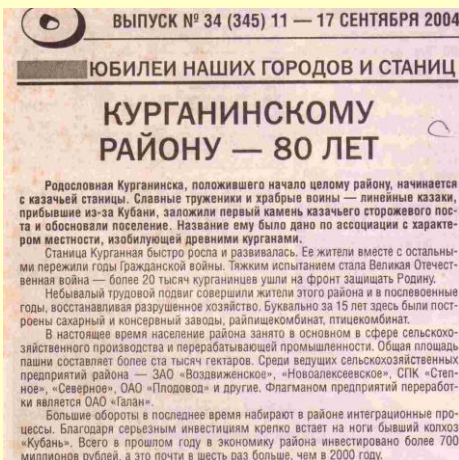 ВЫПУСК № 34 (345) 11 — 17 СЕНТЯБРЯ 2004
ЮБИЛЕИ НАШИХ ГОРОДОВ И СТАНИЦ
КУРГАНИНСКОМУ
РАЙОНУ — 80 ЛЕТ
Родословная Курганинска, положившего начало целому району, начинается
с казачьей станицы. Славные труженики и храбрые воины — линейные казаки,
прибывшие из-за Кубани, заложили первый камень казачьего сторожевого пос-
та и обосновали поселение. Название ему было дано по ассоциации с характе-
ром местности, изобилующей древними курганами.
Станица Курганная быстро росла и развивалась. Ее жители вместе с остальны-
ми пережили годы Гражданской войны. Тяжким испытанием стала Великая Отечест-
венная война — более 20 тысяч курганинцев ушли на фронт защищать Родину.
Небывалый трудовой подвиг совершили жители этого района и в послевоенные
годы, восстанавливая разрушенное хозяйство. Буквально за 15 лет здесь были пост-
роены сахарный и консервный заводы, райпищекомбинат, птицекомбинат.
В настоящее время население района занято в основном в сфере сельскохо-
зяйственного производства и перерабатывающей промышленности. Общая площадь
пашни составляет более ста тысяч гектаров. Среди ведущих сельскохозяйственных
предприятий района — ЗАО «Воздвиженское», «Новоалексеевское», СПК «Степ-
ное», «Северное», ОАО «Плодовод» и другие. Флагманом предприятий переработ-
ки является ОАО «Галан».
Большие обороты в последнее время набирают в районе интеграционные про-
цессы. Благодаря серьезным инвестициям крепко встает на ноги бывший колхоз
«Кубань». Всего в прошлом году в экономику района инвестировано более 700
миллионов рублей, а это почти в шесть раз больше, чем в 2000 году.